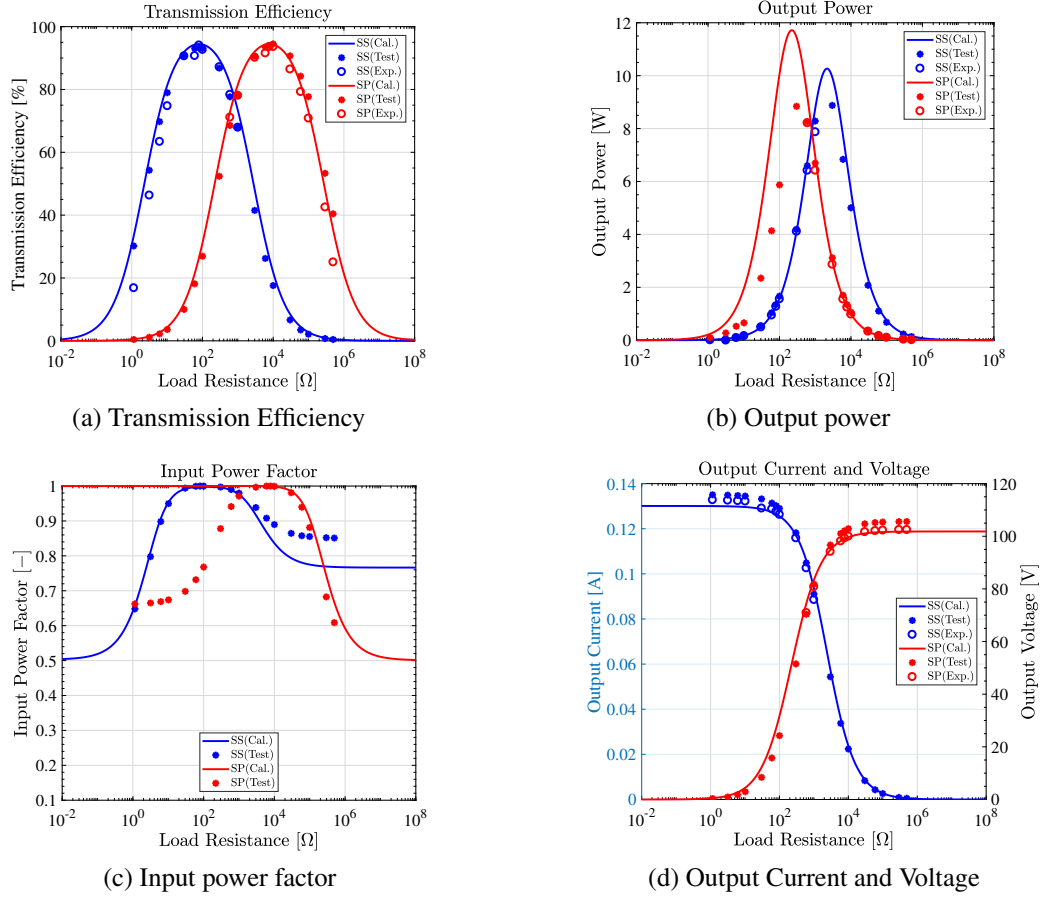 Transmission Efficiency
Transmission Efficiency [%]
100
80
60
40
20
0
SS(Cal.)
SS(Test)
SS(Exp.)
SP(Cal.)
SP(Test)
SP(Exp.)
10^-2 10^0 10^2 10^4 10^6 10^8
Load Resistance [Ω]
(a) Transmission Efficiency
Output Power
Output Power [W]
12
10
8
6
4
2
0
SS(Cal.)
SS(Test)
SS(Exp.)
SP(Cal.)
SP(Test)
SP(Exp.)
10^-2 10^0 10^2 10^4 10^6 10^8
Load Resistance [Ω]
(b) Output power
Input Power Factor
Input Power Factor [−]
1
0.9
0.8
0.7
0.6
0.5
0.4
0.3
0.2
0.1
SS(Cal.)
SS(Test)
SP(Cal.)
SP(Test)
10^-2 10^0 10^2 10^4 10^6 10^8
Load Resistance [Ω]
(c) Input power factor
Output Current and Voltage
Output Current [A]
0.14
0.12
0.1
0.08
0.06
0.04
0.02
0
SS(Cal.)
SS(Test)
SS(Exp.)
SP(Cal.)
SP(Test)
SP(Exp.)
120
100
80
60
40
20
0
Output Voltage [V]
10^-2 10^0 10^2 10^4 10^6 10^8
Load Resistance [Ω]
(d) Output Current and Voltage